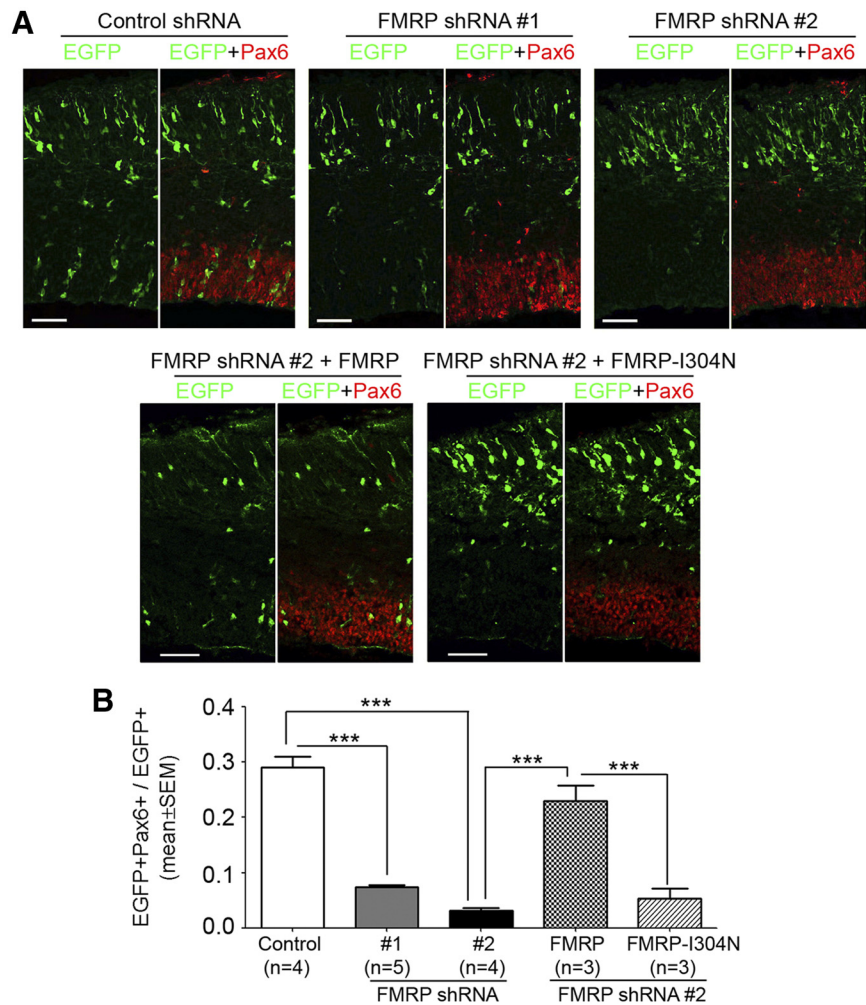 A
Control shRNA
EGFP EGFP+Pax6
FMRP shRNA #1
EGFP EGFP+Pax6
FMRP shRNA #2
EGFP EGFP+Pax6
FMRP shRNA #2 + FMRP
EGFP EGFP+Pax6
FMRP shRNA #2 + FMRP-I304N
EGFP EGFP+Pax6
B
EGFP+Pax6+ / EGFP+
(mean±SEM)
0.4
0.3
0.2
0.1
0.0
***
***
***
***
Control #1 #2 FMRP FMRP-I304N
(n=4) (n=5) (n=4) (n=3) (n=3)
FMRP shRNA FMRP shRNA #2